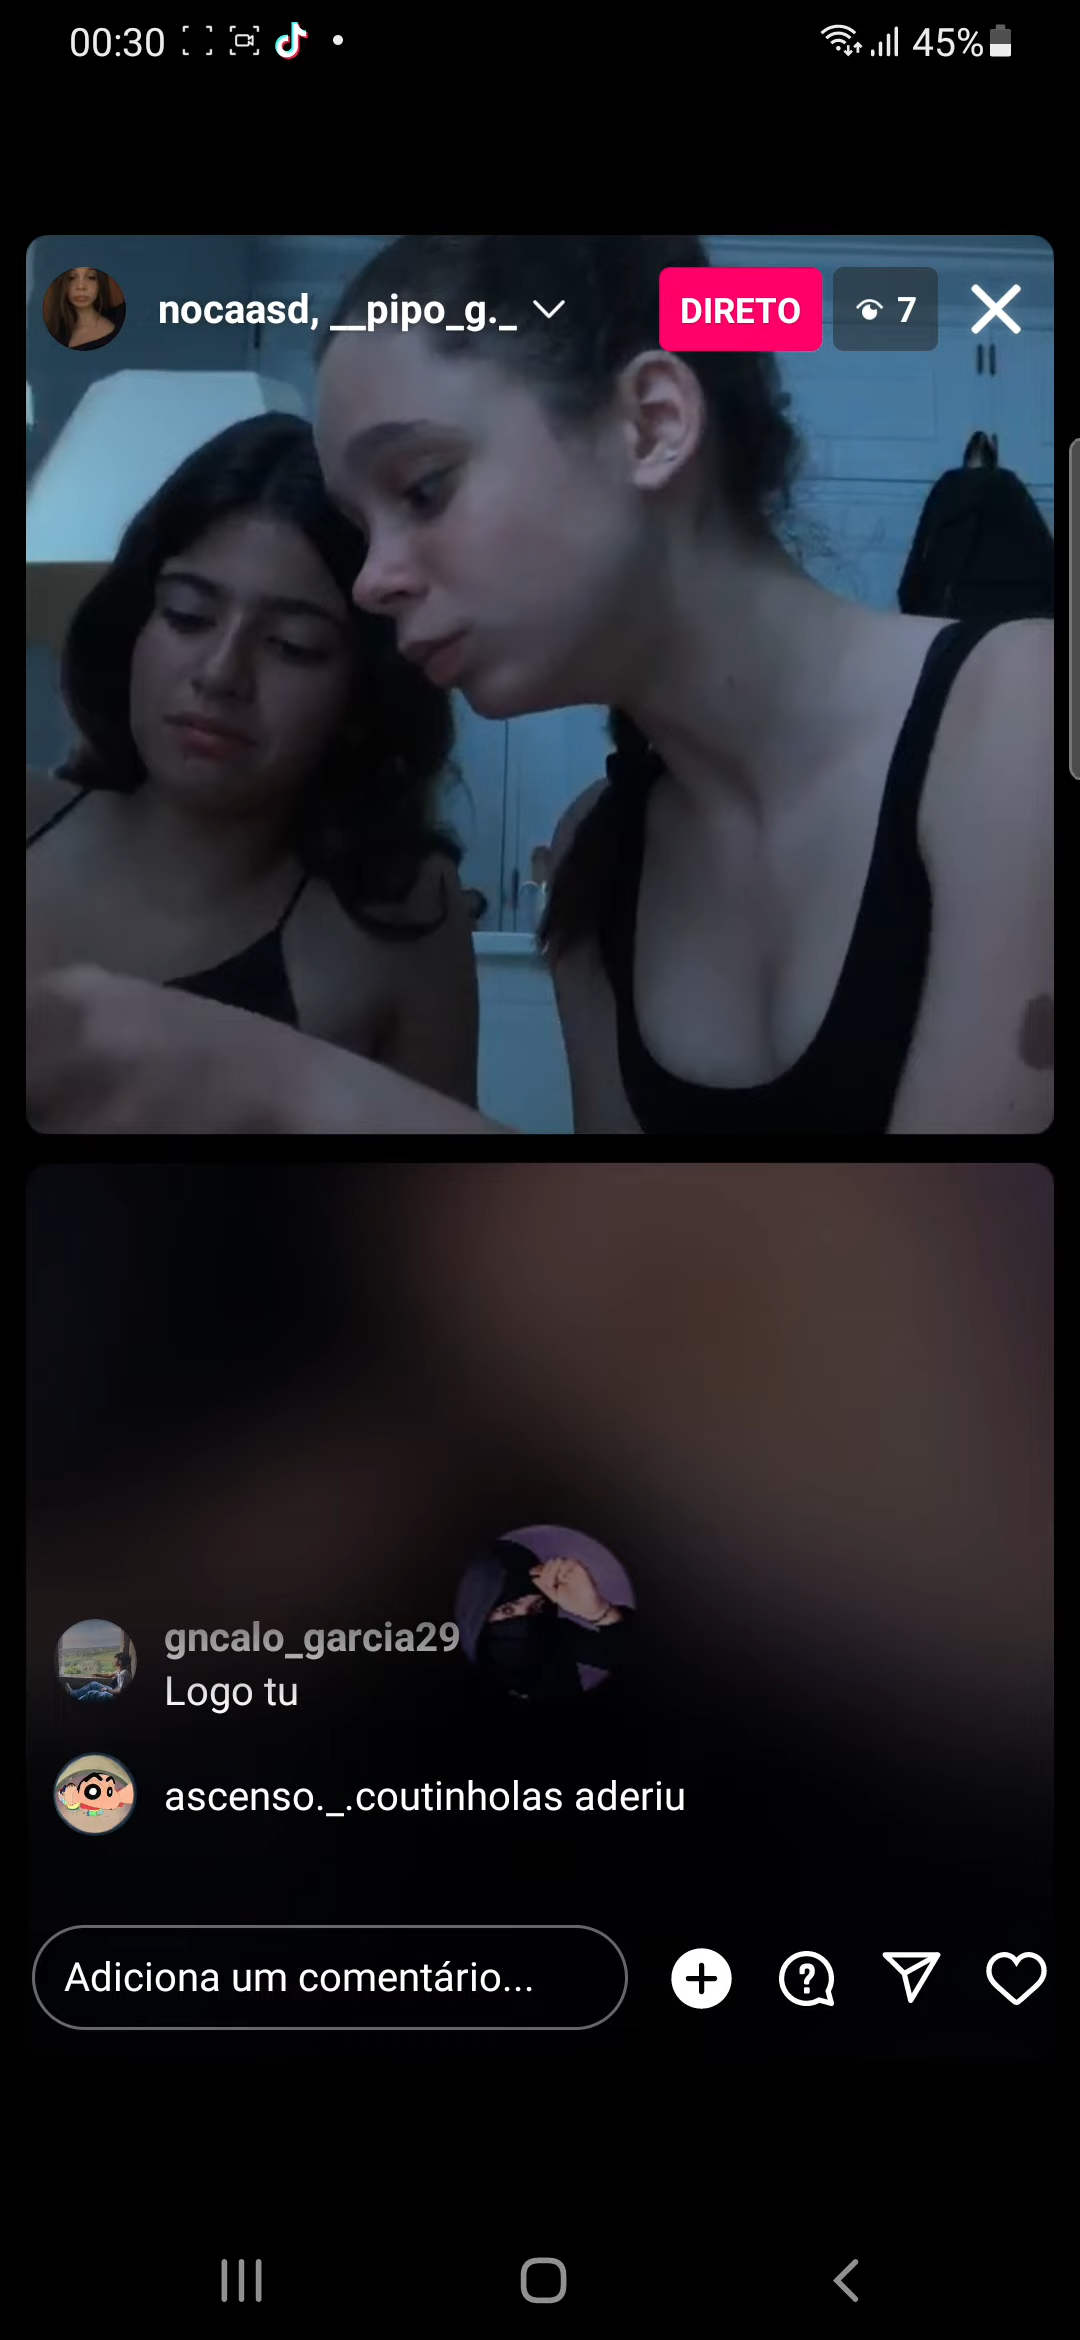 00:30
45%
nocaasd, __pipo_g._
DIRETO
7
gncalo_garcia29
Logo tu
ascenso._.coutinholas aderiu
Adiciona um comentário...